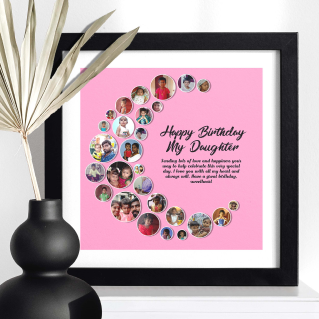 Happy Birthday
My Daughter
Sending lots of love and happiness your
way to help celebrate this very special
day. I love you with all my heart and
always will. Have a great birthday,
sweetheart